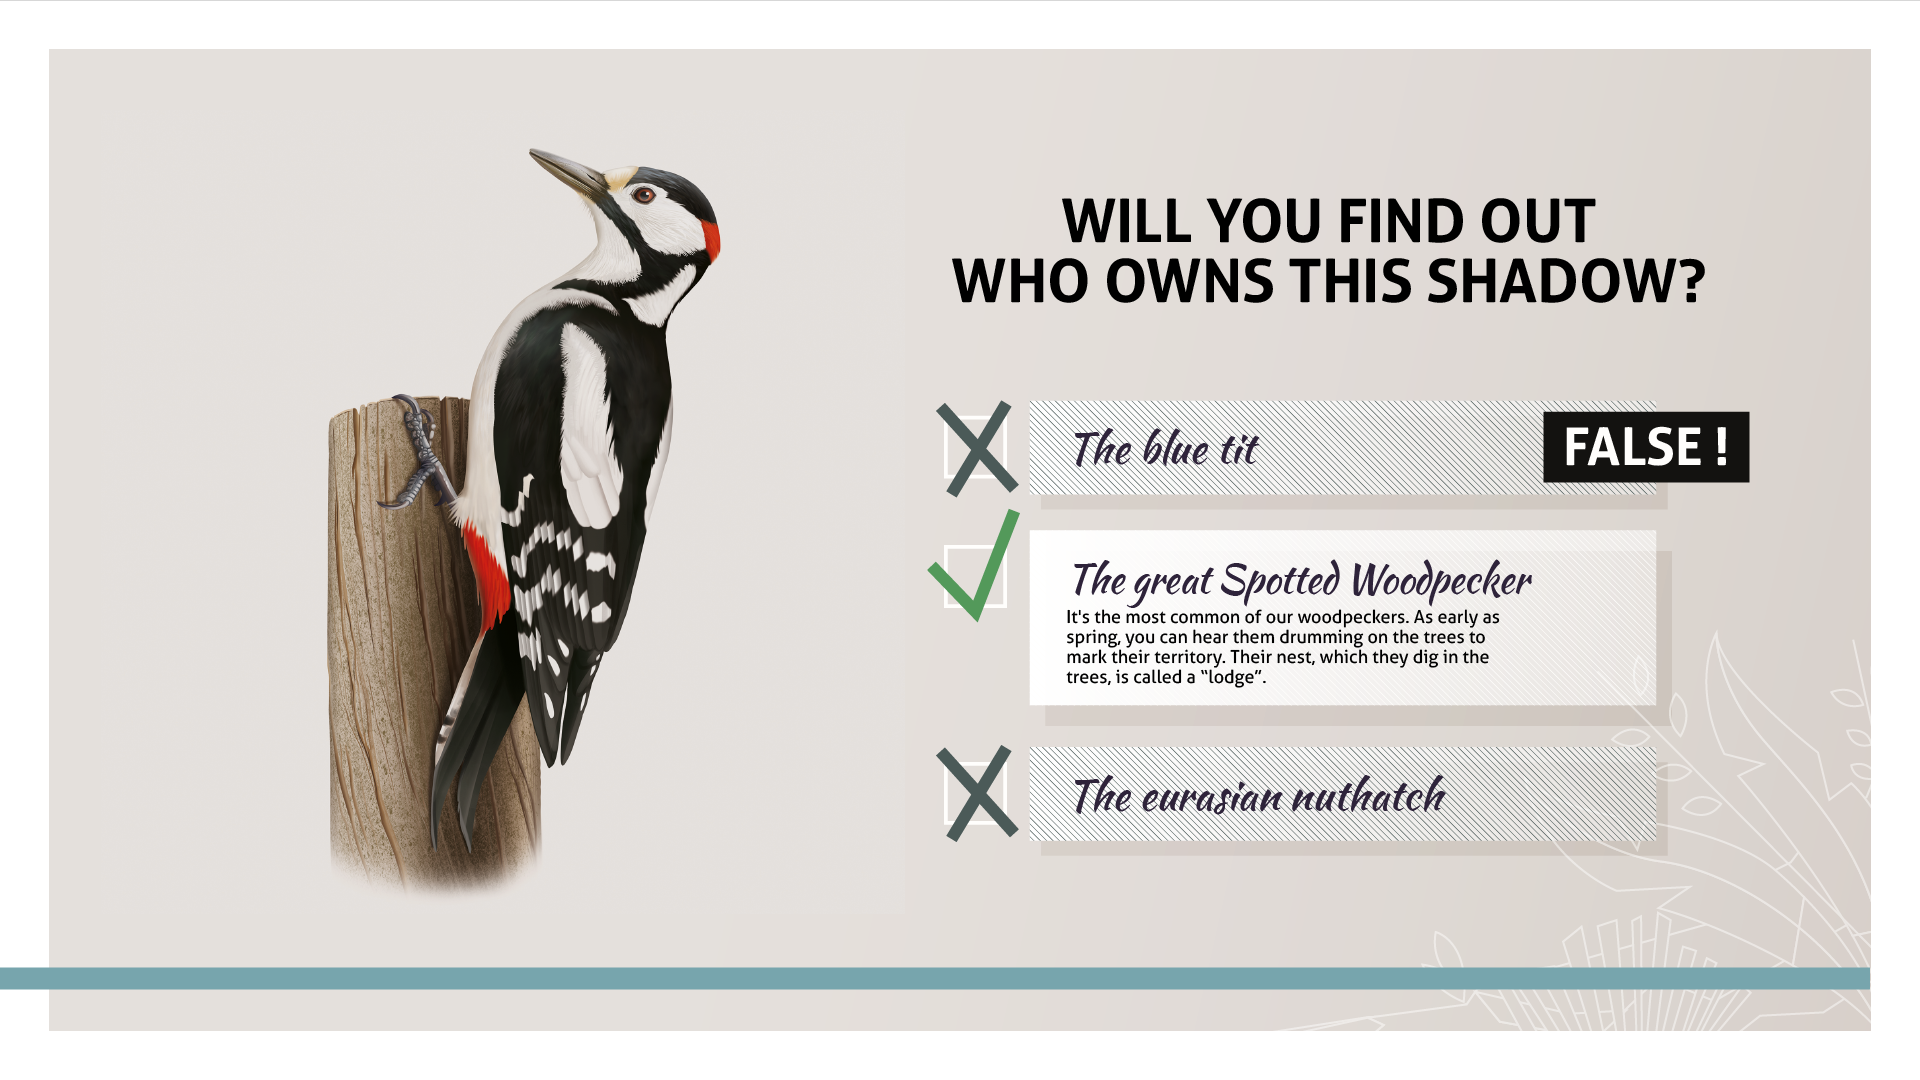 WILL YOU FIND OUT
WHO OWNS THIS SHADOW?
The blue tit
FALSE !
The great Spotted Woodpecker
It's the most common of our woodpeckers. As early as
spring, you can hear them drumming on the trees to
mark their territory. Their nest, which they dig in the
trees, is called a “lodge”.
The eurasian nuthatch